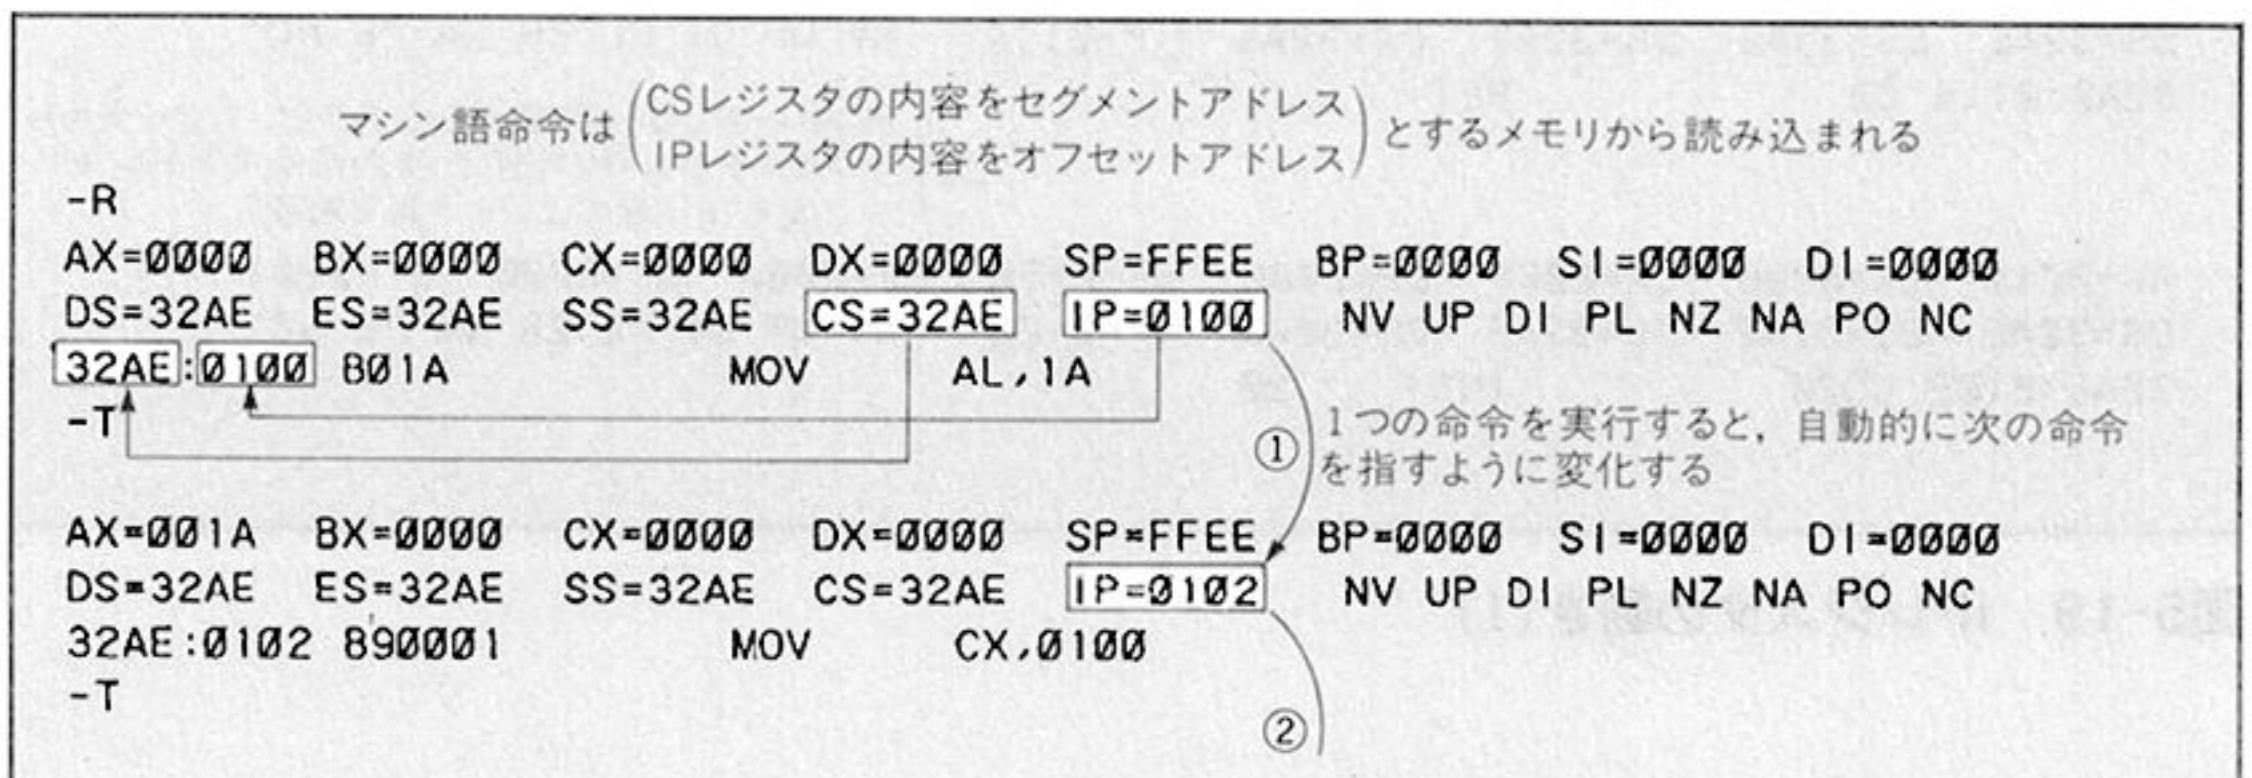 マシン語命令は(CSレジスタの内容をセグメントアドレス
IPレジスタの内容をオフセットアドレス)とするメモリから読み込まれる
-R
AX=0000 BX=0000 CX=0000 DX=0000 SP=FFEE BP=0000 SI=0000 DI=0000
DS=32AE ES=32AE SS=32AE CS=32AE IP=0100 NV UP DI PL NZ NA PO NC
32AE:0100 B01A MOV AL,1A
-T
① 1つの命令を実行すると,自動的に次の命令
を指すように変化する
AX=001A BX=0000 CX=0000 DX=0000 SP=FFEE BP=0000 SI=0000 DI=0000
DS=32AE ES=32AE SS=32AE CS=32AE IP=0102 NV UP DI PL NZ NA PO NC
32AE:0102 B90001 MOV CX,0100
-T
②